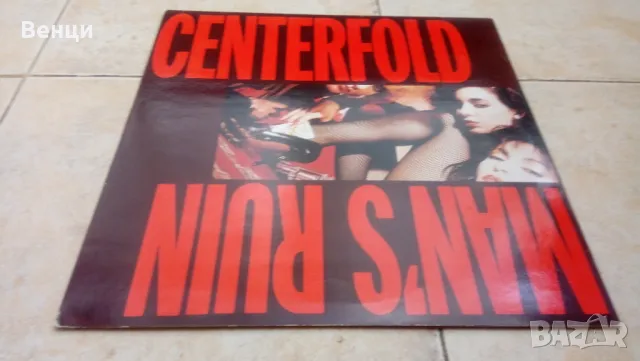 Венци
CENTERFOLD
MAN'S RUIN
BAZAR